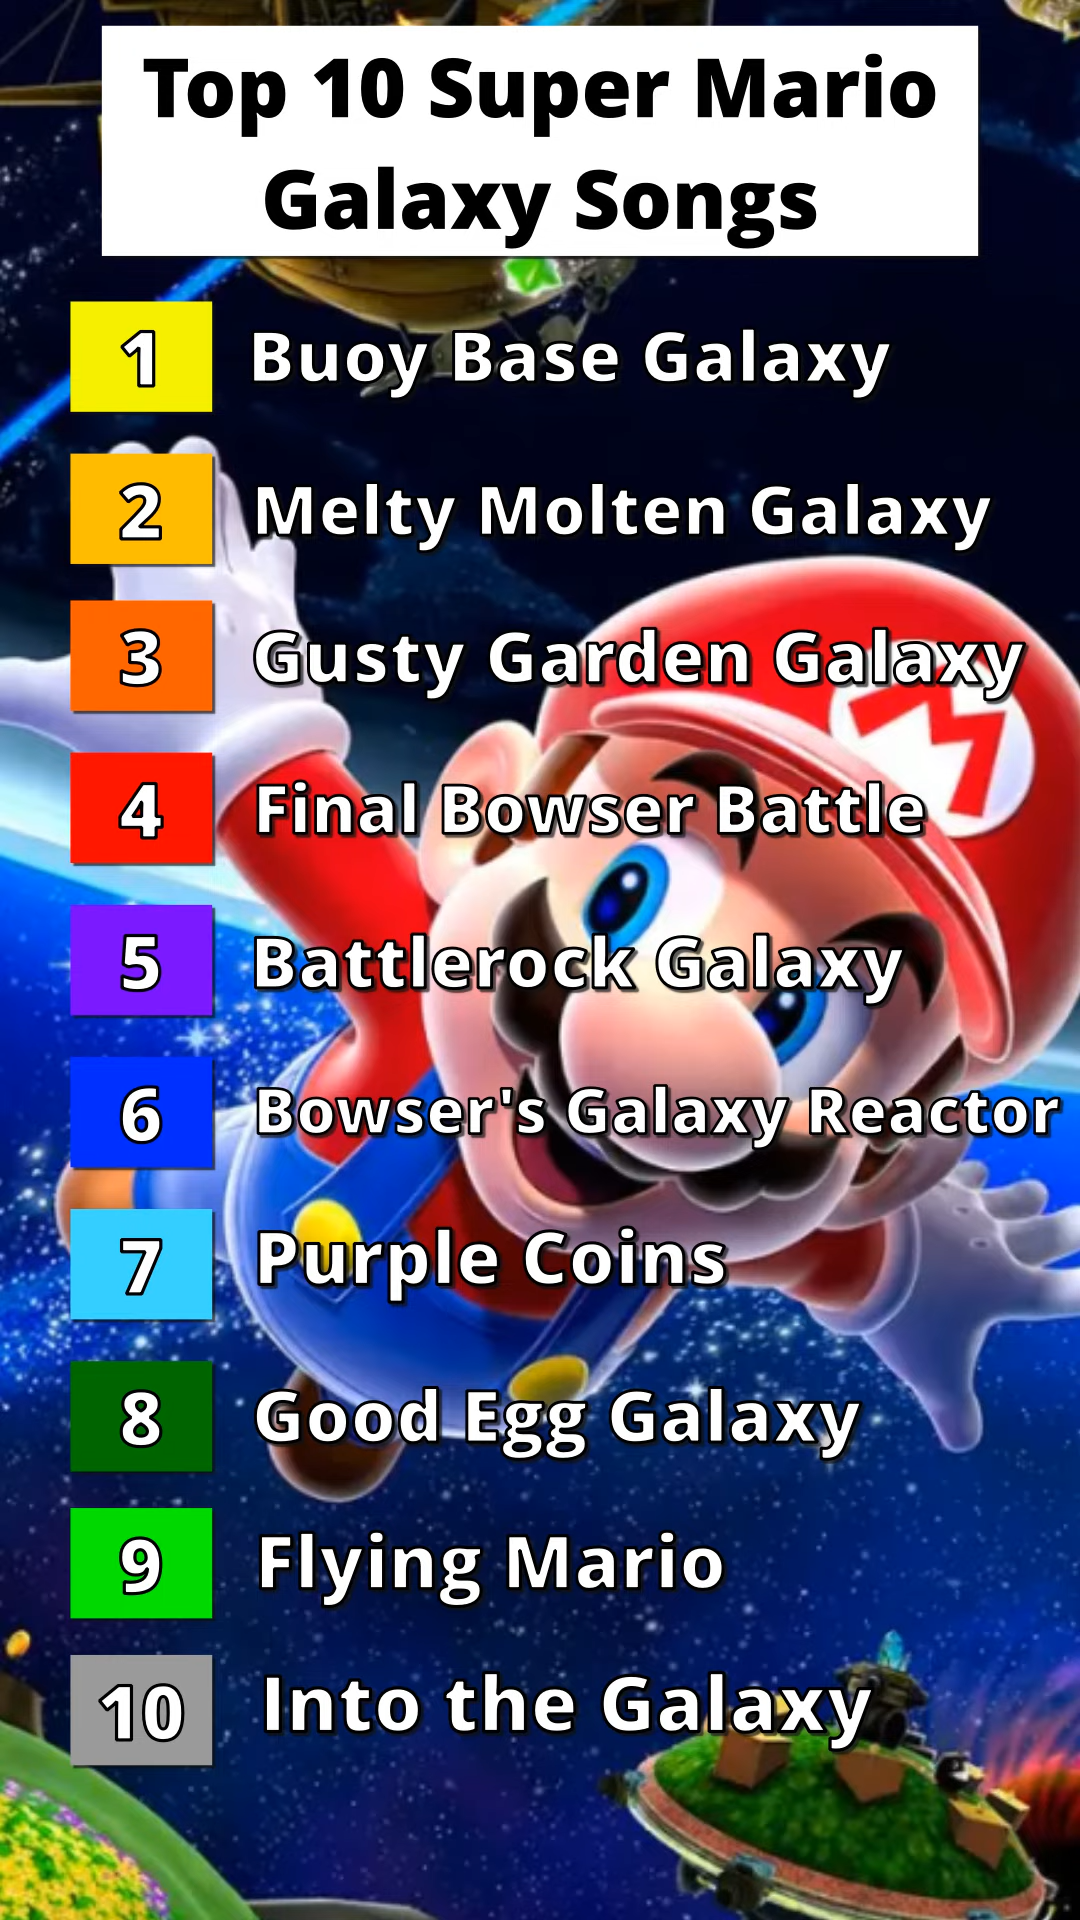 Top 10 Super Mario
Galaxy Songs
1 Buoy Base Galaxy
2 Melty Molten Galaxy
3 Gusty Garden Galaxy
4 Final Bowser Battle
5 Battlerock Galaxy
6 Bowser's Galaxy Reactor
7 Purple Coins
8 Good Egg Galaxy
9 Flying Mario
10 Into the Galaxy